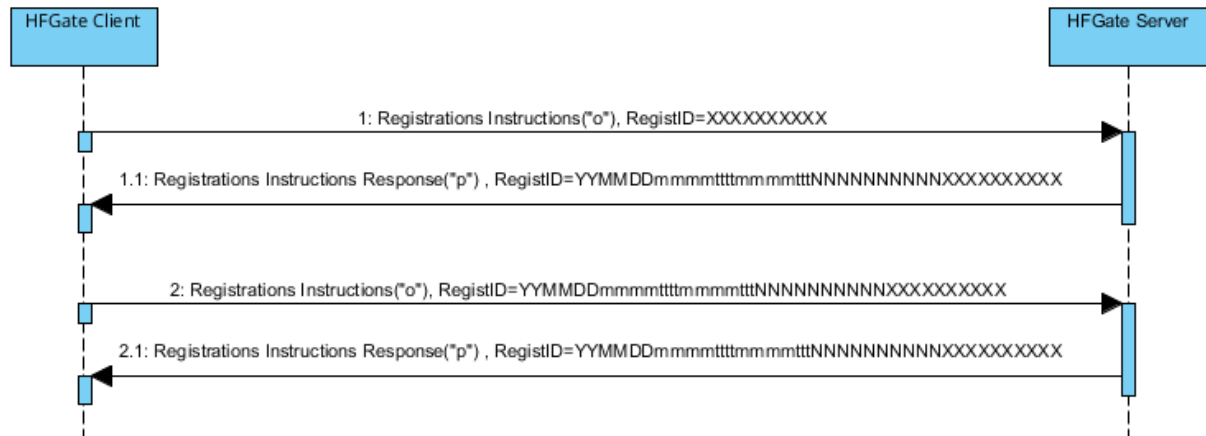 HFGate Client
HFGate Server
1: Registrations Instructions("o"), RegistID=XXXXXXXXXX
1.1: Registrations Instructions Response("p") , RegistID=YYMMDDmmmmttttmmmmtttNNNNNNNNNNXXXXXXXXXX
2: Registrations Instructions("o"), RegistID=YYMMDDmmmmttttmmmmtttNNNNNNNNNNXXXXXXXXXX
2.1: Registrations Instructions Response("p") , RegistID=YYMMDDmmmmttttmmmmtttNNNNNNNNNNXXXXXXXXXX